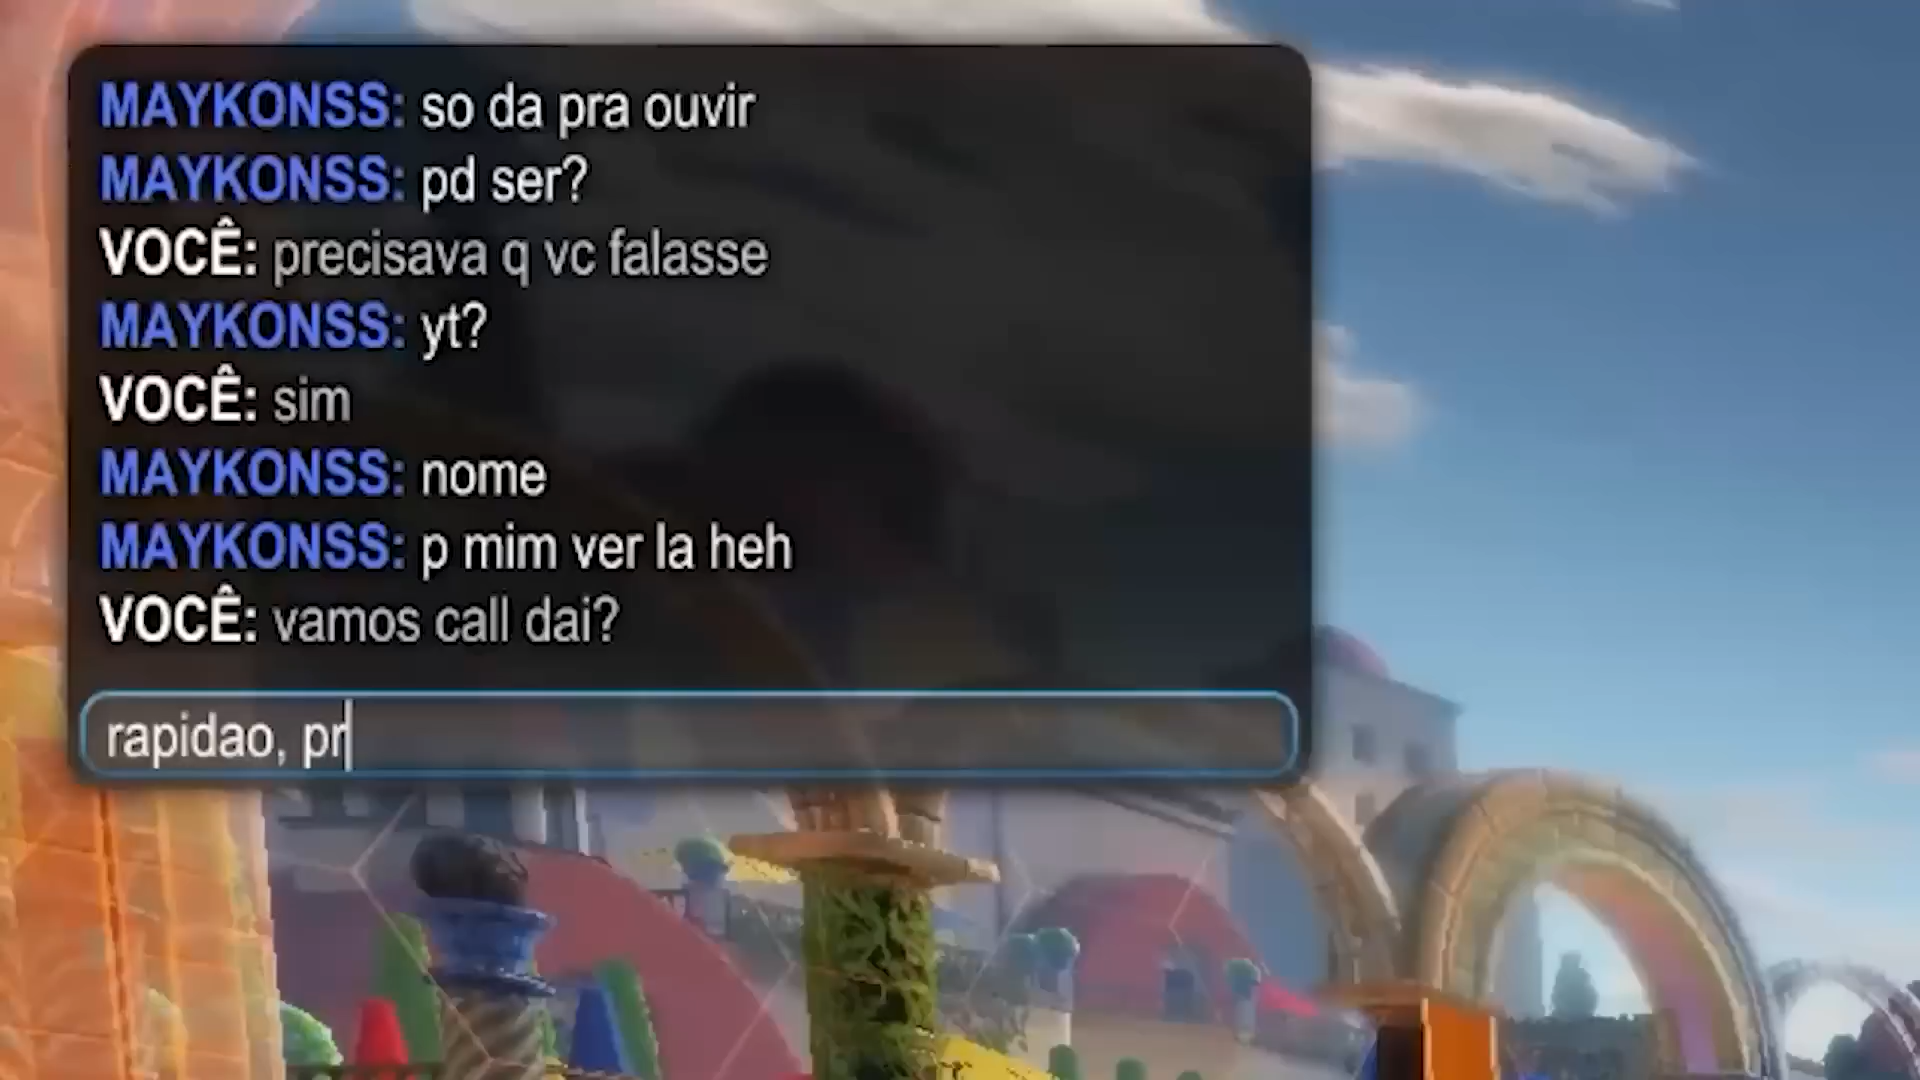 MAYKONSS: so da pra ouvir
MAYKONSS: pd ser?
VOCÊ: precisava q vc falasse
MAYKONSS: yt?
VOCÊ: sim
MAYKONSS: nome
MAYKONSS: p mim ver la heh
VOCÊ: vamos call dai?
rapidao, pr